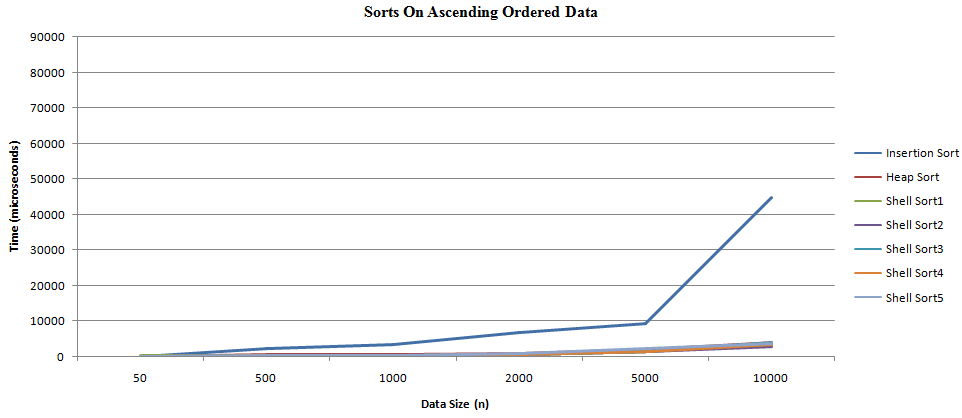 Sorts On Ascending Ordered Data
90000
80000
70000
60000
50000
40000
30000
20000
10000
0
Time (microseconds)
50 500 1000 2000 5000 10000
Data Size (n)
Insertion Sort
Heap Sort
Shell Sort1
Shell Sort2
Shell Sort3
Shell Sort4
Shell Sort5